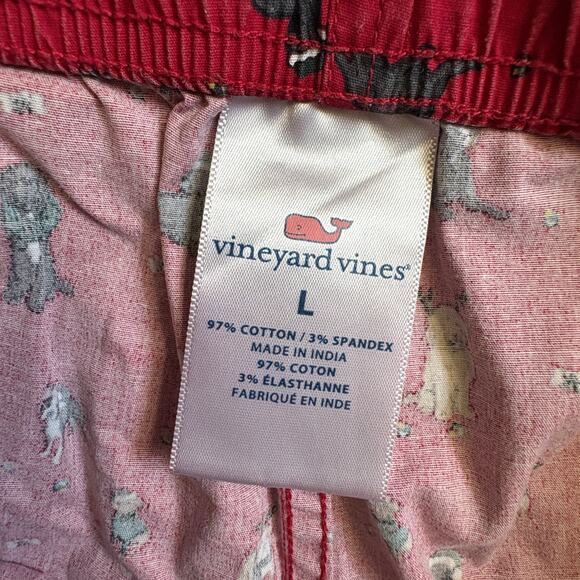 vineyard vines®
L
97% COTTON / 3% SPANDEX
MADE IN INDIA
97% COTON
3% ÉLASTHANNE
FABRIQUÉ EN INDE